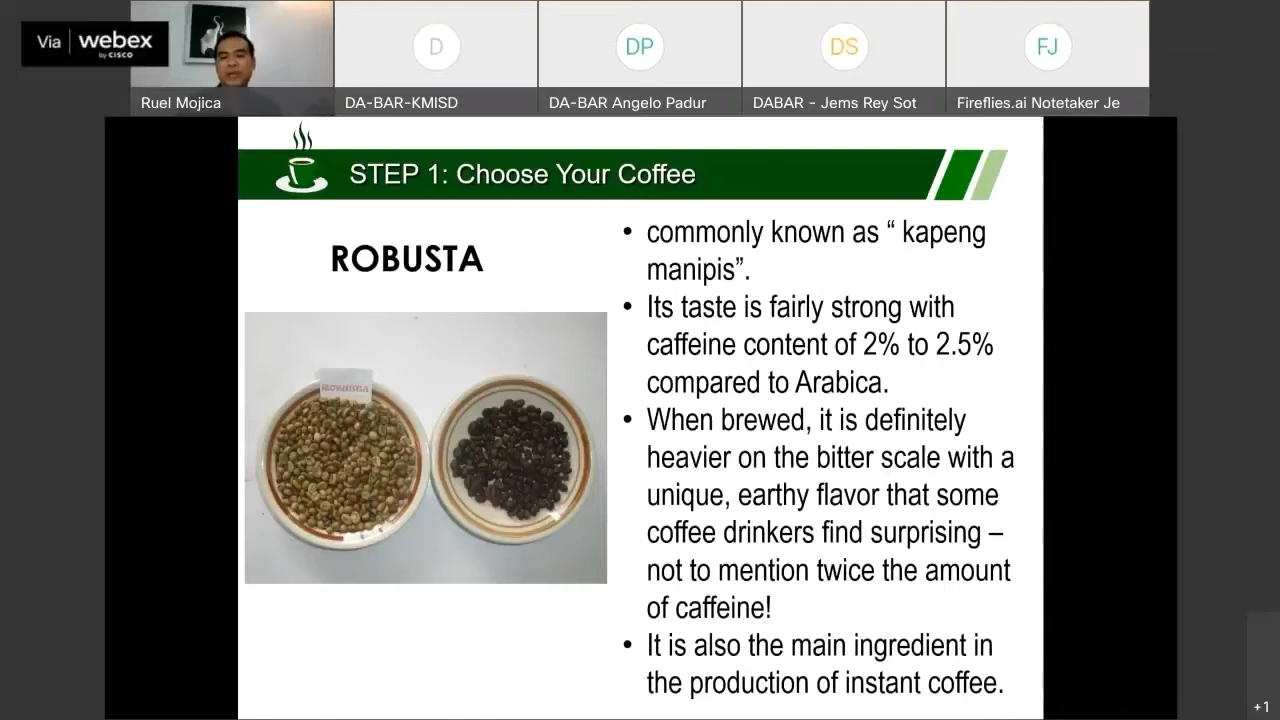 Via webex
by CISCO
D
DP
DS
FJ
Ruel Mojica
DA-BAR-KMISD
DA-BAR Angelo Padur
DABAR - Jems Rey Sot
Fireflies.ai Notetaker Je
STEP 1: Choose Your Coffee
ROBUSTA
ROBUSTA
• commonly known as “ kapeng
manipis”.
• Its taste is fairly strong with
caffeine content of 2% to 2.5%
compared to Arabica.
• When brewed, it is definitely
heavier on the bitter scale with a
unique, earthy flavor that some
coffee drinkers find surprising –
not to mention twice the amount
of caffeine!
• It is also the main ingredient in
the production of instant coffee.
+1